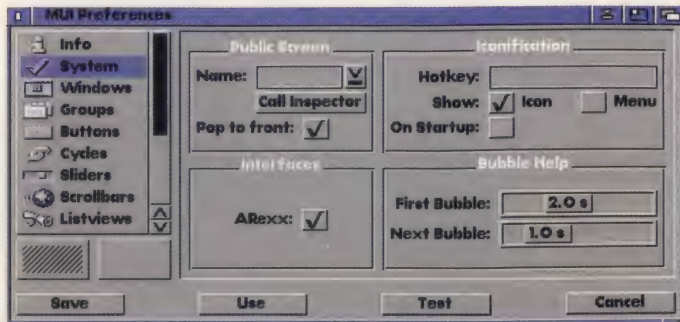 MUI Preferences
Info
System
Windows
Groups
Buttons
Cycles
Sliders
Scrollbars
Listviews
Public Screen
Name:
Call Inspector
Pop to front:
Interfaces
ARexx:
Iconification
Hotkey:
Show: Icon Menu
On Startup:
Bubble Help
First Bubble: 2.0 s
Next Bubble: 1.0 s
Save
Use
Test
Cancel